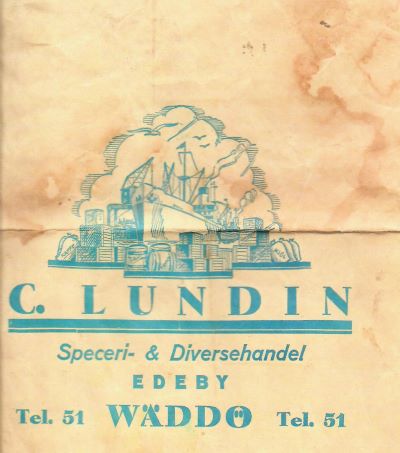 C. LUNDIN
Speceri- & Diversehandel
EDEBY
Tel. 51 WÄDDÖ Tel. 51